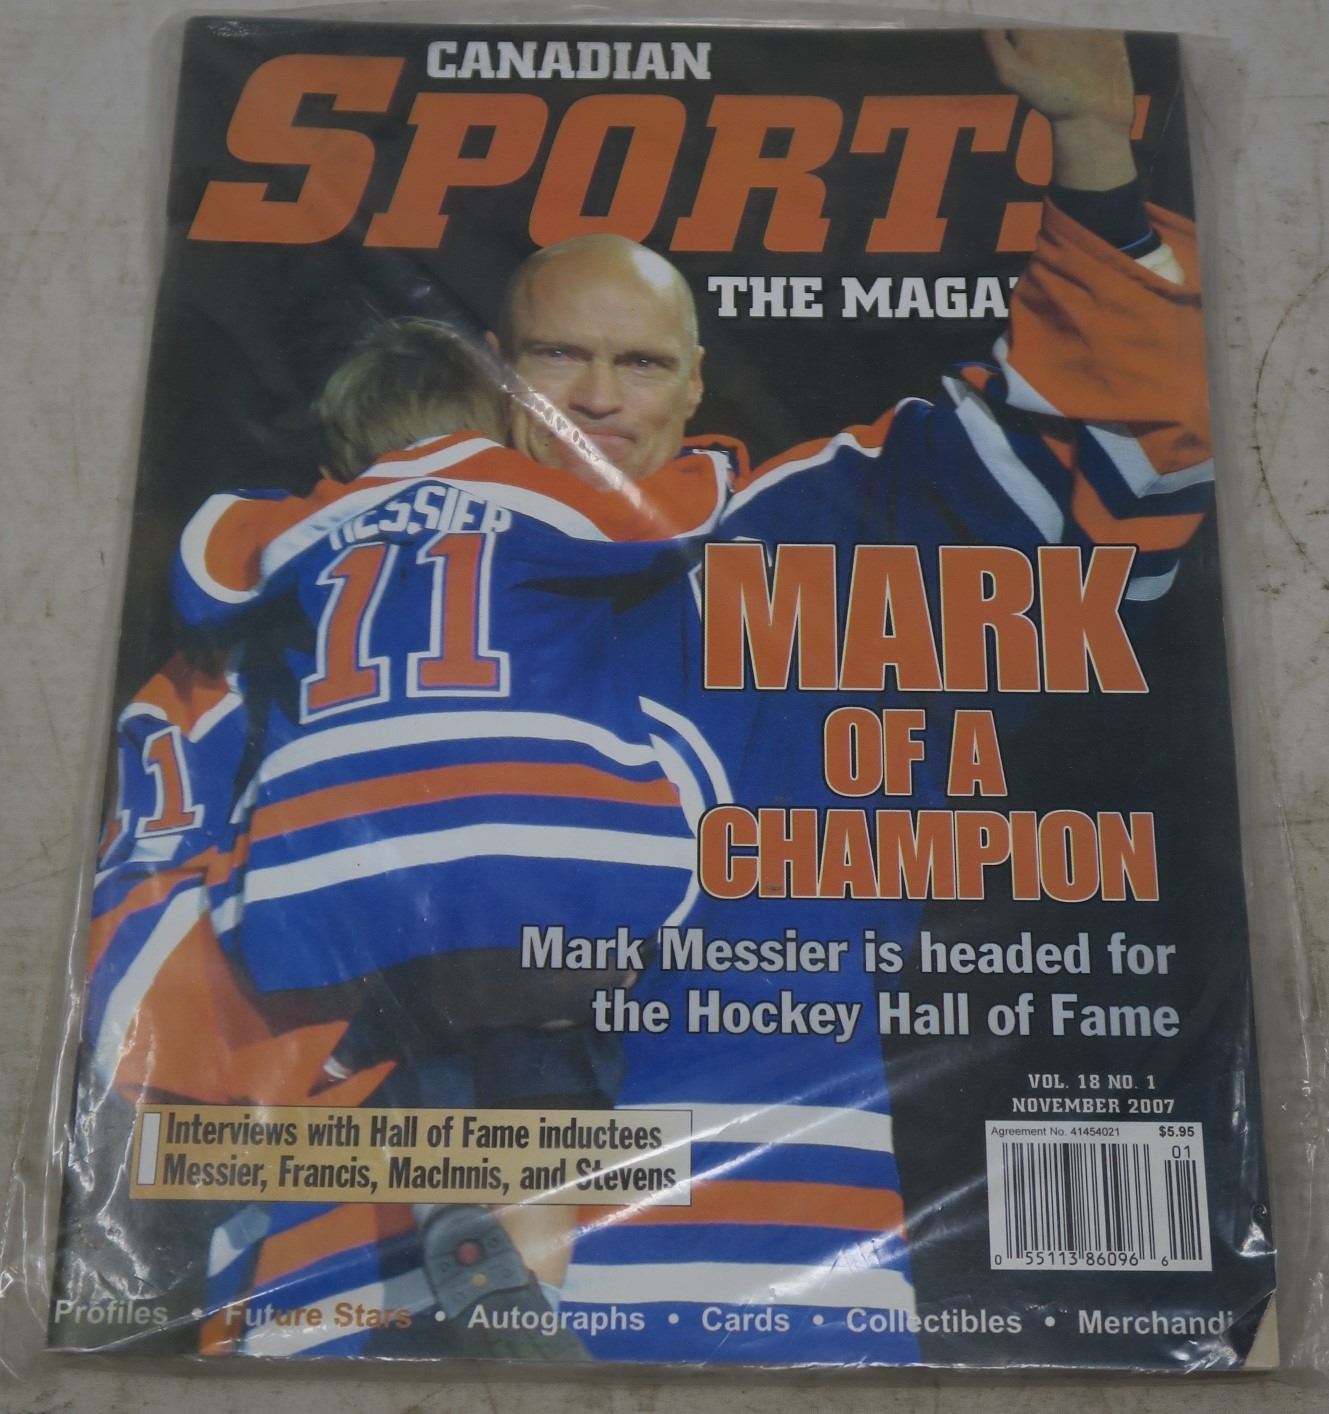 CANADIAN
SPORTS
THE MAGA
MESSIER
11
11
MARK
OF A
CHAMPION
Mark Messier is headed for
the Hockey Hall of Fame
VOL. 18 NO. 1
NOVEMBER 2007
Agreement No. 41454021 $5.95
01
0 55113 86096 6
Interviews with Hall of Fame inductees
Messier, Francis, MacInnis, and Stevens
Profiles • Future Stars • Autographs • Cards • Collectibles • Merchandi